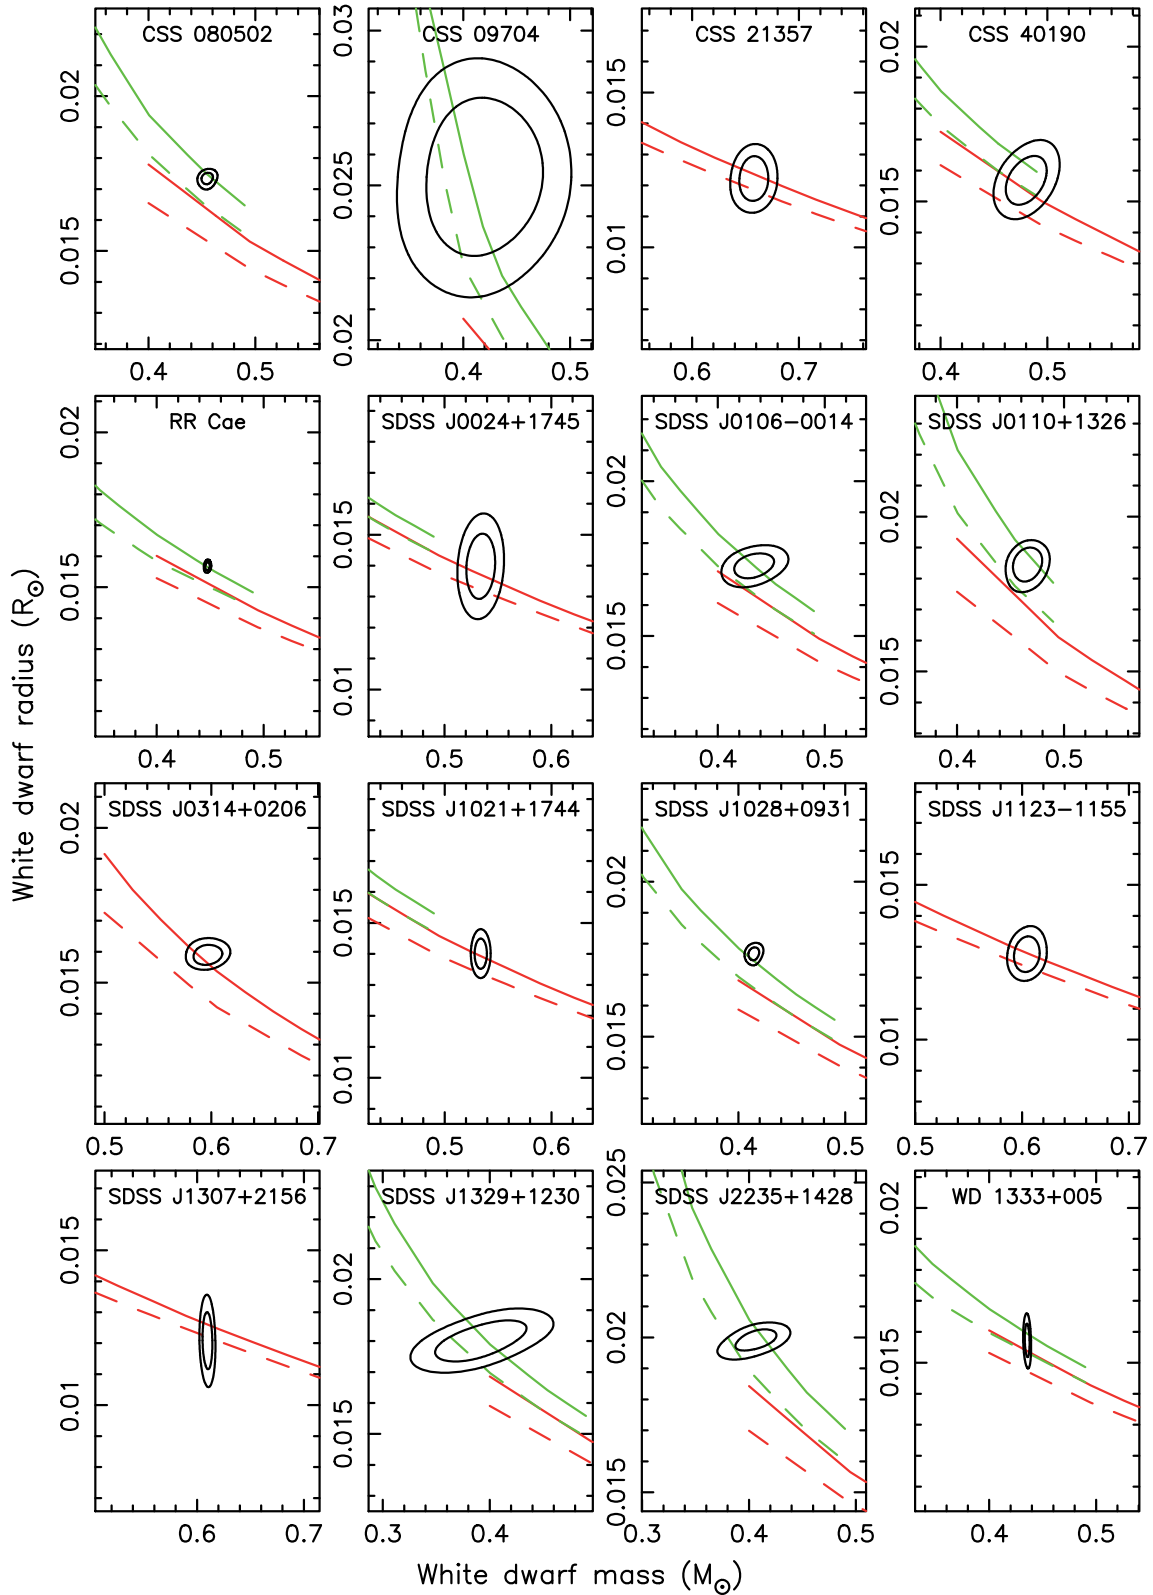 CSS 080502
CSS 09704
CSS 21357
CSS 40190
0.015 0.02
0.02 0.025 0.03
0.01 0.015
0.015 0.02
0.4 0.5
0.4 0.5
0.6 0.7
0.4 0.5
RR Cae
SDSS J0024+1745
SDSS J0106−0014
SDSS J0110+1326
0.015 0.02
0.01 0.015
0.015 0.02
0.015 0.02
0.4 0.5
0.5 0.6
0.4 0.5
0.4 0.5
SDSS J0314+0206
SDSS J1021+1744
SDSS J1028+0931
SDSS J1123−1155
0.015 0.02
0.01 0.015
0.015 0.02
0.01 0.015
0.5 0.6 0.7
0.5 0.6
0.4 0.5
0.5 0.6 0.7
SDSS J1307+2156
SDSS J1329+1230
SDSS J2235+1428
WD 1333+005
0.01 0.015
0.015 0.02
0.015 0.02 0.025
0.015 0.02
0.6 0.7
0.3 0.4
0.3 0.4 0.5
0.4 0.5
White dwarf radius (R⊙)
White dwarf mass (M⊙)